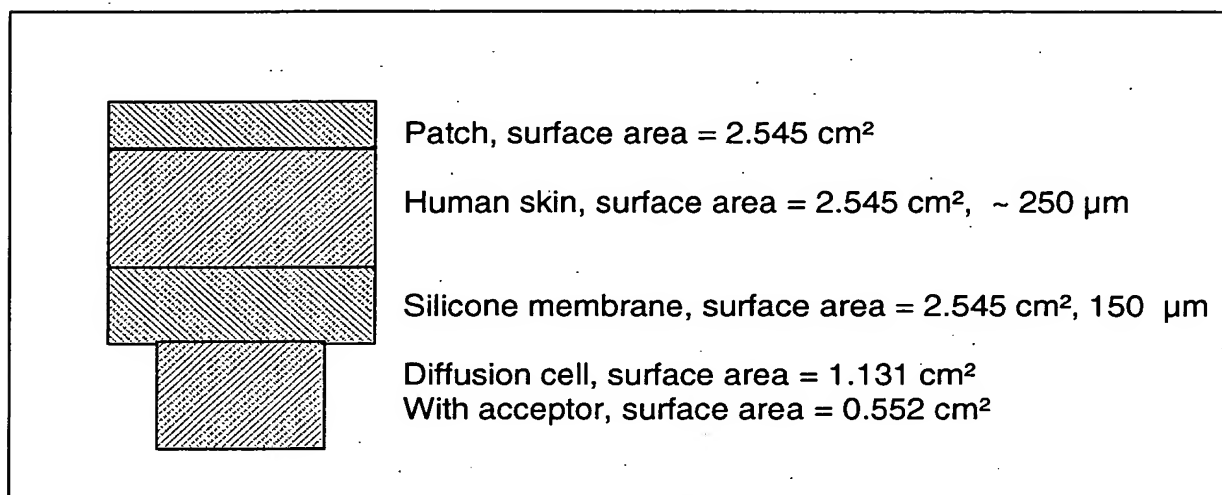 Patch, surface area = 2.545 cm²
Human skin, surface area = 2.545 cm², ~ 250 µm
Silicone membrane, surface area = 2.545 cm², 150 µm
Diffusion cell, surface area = 1.131 cm²
With acceptor, surface area = 0.552 cm²